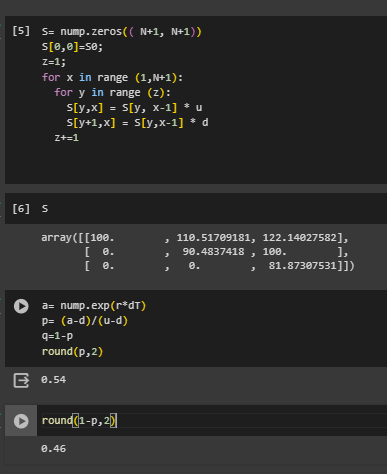 [5] S= nump.zeros(( N+1, N+1))
S[0,0]=S0;
z=1;
for x in range (1,N+1):
for y in range (z):
S[y,x] = S[y, x-1] * u
S[y+1,x] = S[y,x-1] * d
z+=1
[6] S
array([[100.        , 110.51709181, 122.14027582],
[  0.        ,  90.4837418 , 100.        ],
[  0.        ,   0.        ,  81.87307531]])
a= nump.exp(r*dT)
p= (a-d)/(u-d)
q=1-p
round(p,2)
0.54
round(1-p,2)
0.46